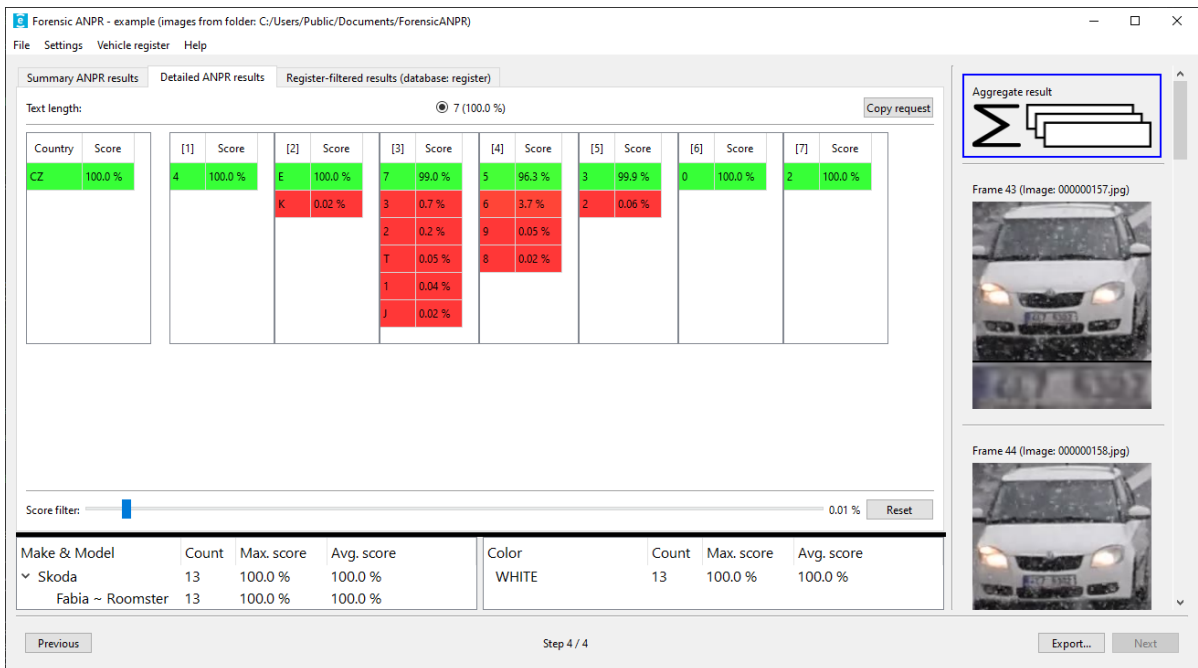 Forensic ANPR - example (images from folder: C:/Users/Public/Documents/ForensicANPR)
File Settings Vehicle register Help
Summary ANPR results Detailed ANPR results Register-filtered results (database: register)
Text length: 7 (100.0 %) Copy request
Country Score [1] Score [2] Score [3] Score [4] Score [5] Score [6] Score [7] Score
CZ 100.0 % 4 100.0 % E 100.0 % 7 99.0 % 5 96.3 % 3 99.9 % 0 100.0 % 2 100.0 %
K 0.02 % 3 0.7 % 6 3.7 % 2 0.06 %
2 0.2 % 9 0.05 %
T 0.05 % 8 0.02 %
1 0.04 %
J 0.02 %
Score filter: 0.01 % Reset
Make & Model Count Max. score Avg. score
Skoda 13 100.0 % 100.0 %
Fabia ~ Roomster 13 100.0 % 100.0 %
Color Count Max. score Avg. score
WHITE 13 100.0 % 100.0 %
Previous Step 4 / 4 Export... Next
Aggregate result
Frame 43 (Image: 000000157.jpg)
Frame 44 (Image: 000000158.jpg)